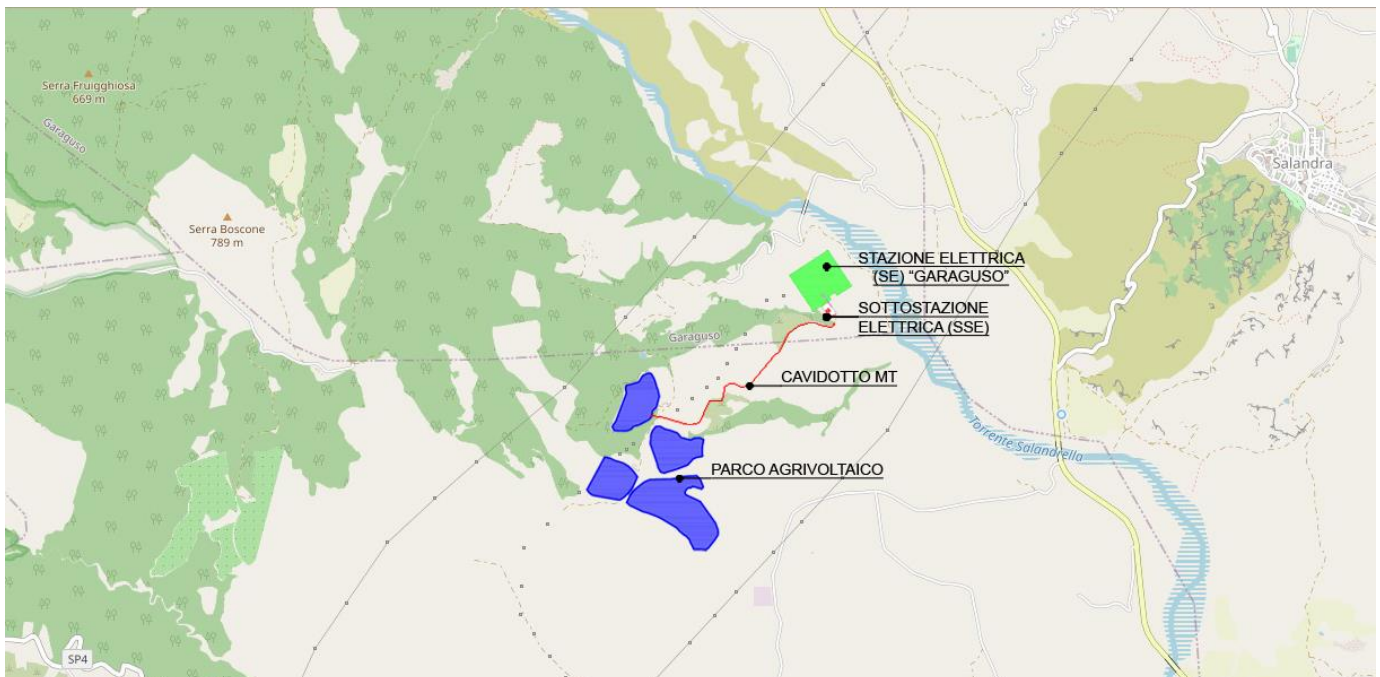 Serra Fruigghiosa
669 m
Garaguso
Salandra
Serra Boscone
789 m
STAZIONE ELETTRICA
(SE) "GARAGUSO"
SOTTOSTAZIONE
ELETTRICA (SSE)
Garaguso
CAVIDOTTO MT
Torrente Salandrella
PARCO AGRIVOLTAICO
SP4